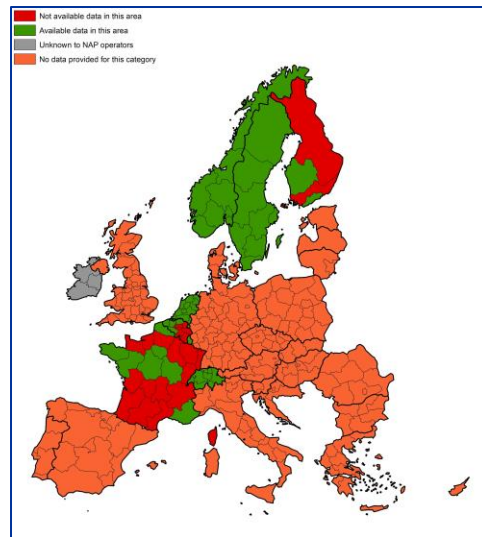 Not available data in this area
Available data in this area
Unknown to NAP operators
No data provided for this category